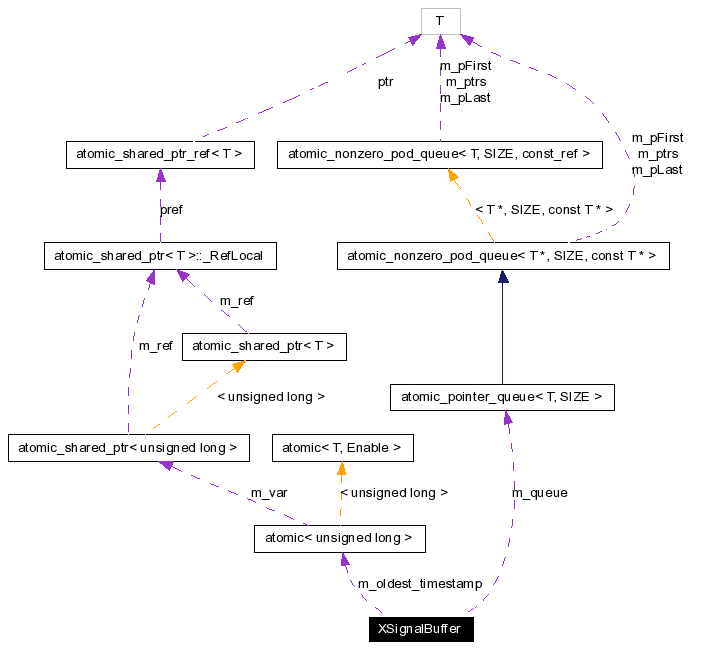 T
m_pFirst
m_ptrs
m_pLast
ptr
m_pFirst
m_ptrs
m_pLast
atomic_shared_ptr_ref< T >
atomic_nonzero_pod_queue< T, SIZE, const_ref >
pref
< T *, SIZE, const T * >
atomic_shared_ptr< T >::_RefLocal
atomic_nonzero_pod_queue< T *, SIZE, const T * >
m_ref
m_ref
atomic_shared_ptr< T >
< unsigned long >
atomic_pointer_queue< T, SIZE >
atomic_shared_ptr< unsigned long >
atomic< T, Enable >
m_var
< unsigned long >
m_queue
atomic< unsigned long >
m_oldest_timestamp
XSignalBuffer